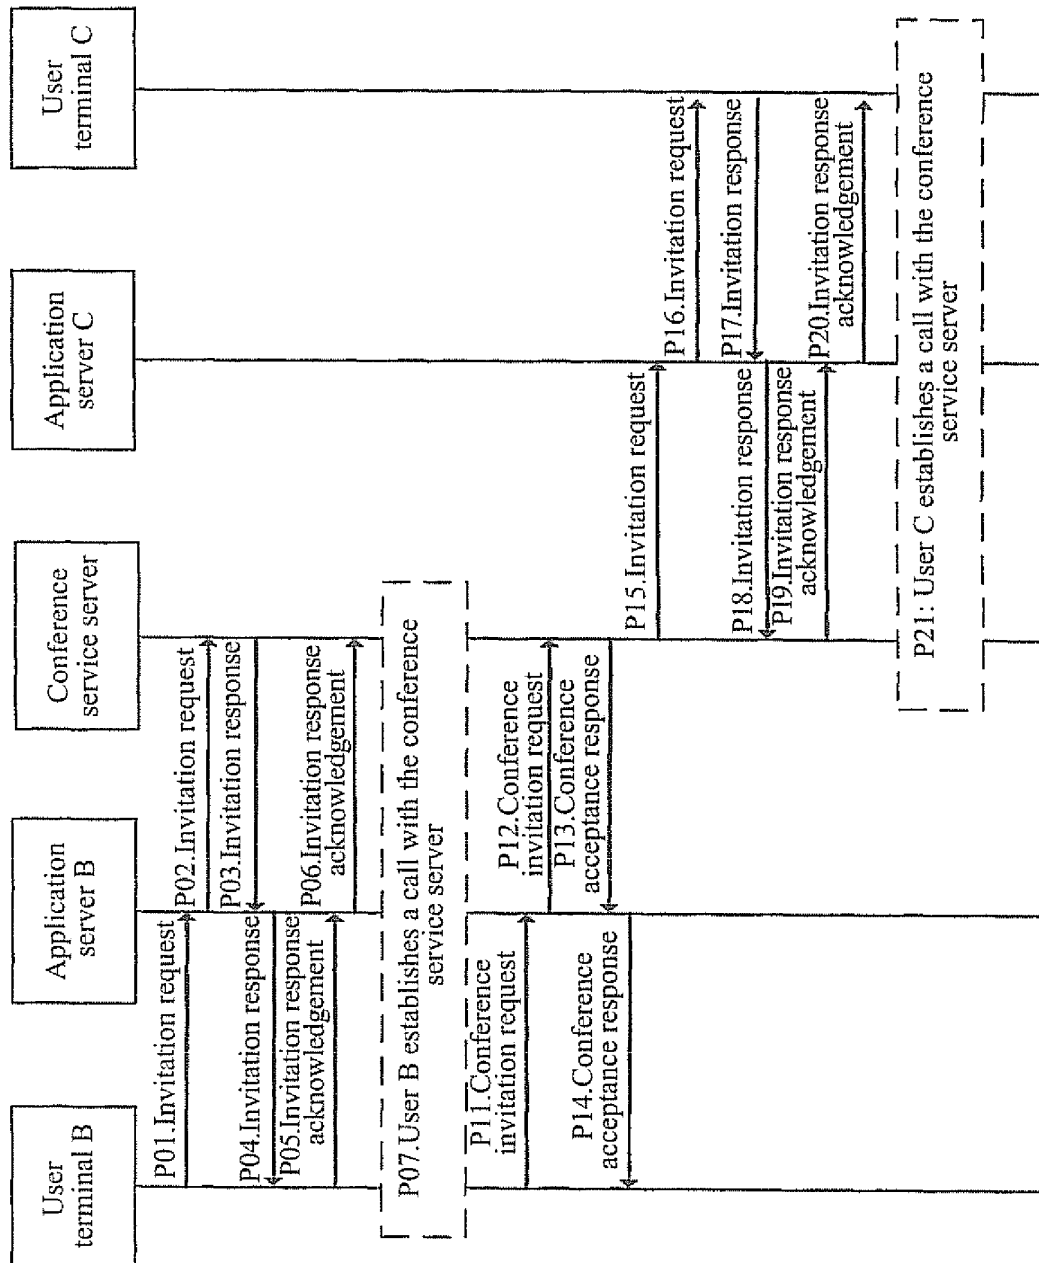 User
terminal B
Application
server B
Conference
service server
Application
server C
User
terminal C
P01.Invitation request
P02.Invitation request
P03.Invitation response
P04.Invitation response
P05.Invitation response
acknowledgement
P06.Invitation response
acknowledgement
P07.User B establishes a call with the conference
service server
P11.Conference
invitation request
P12.Conference
invitation request
P13.Conference
acceptance response
P14.Conference
acceptance response
P15.Invitation request
P16.Invitation request
P17.Invitation response
P18.Invitation response
P19.Invitation response
acknowledgement
P20.Invitation response
acknowledgement
P21: User C establishes a call with the conference
service server